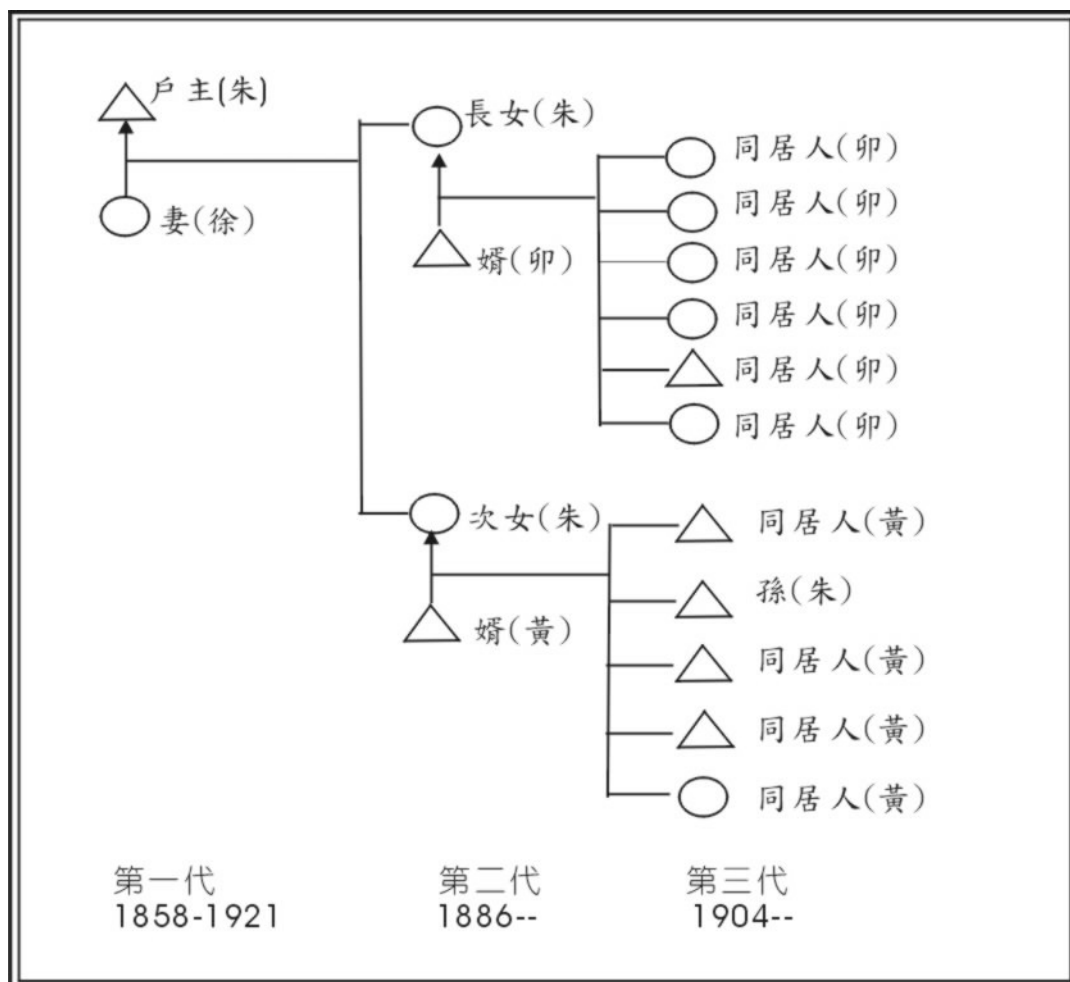 戶主(朱)
妻(徐)
長女(朱)
婿(卯)
同居人(卯)
同居人(卯)
同居人(卯)
同居人(卯)
同居人(卯)
同居人(卯)
次女(朱)
婿(黃)
同居人(黃)
孫(朱)
同居人(黃)
同居人(黃)
同居人(黃)
第一代
1858-1921
第二代
1886--
第三代
1904--